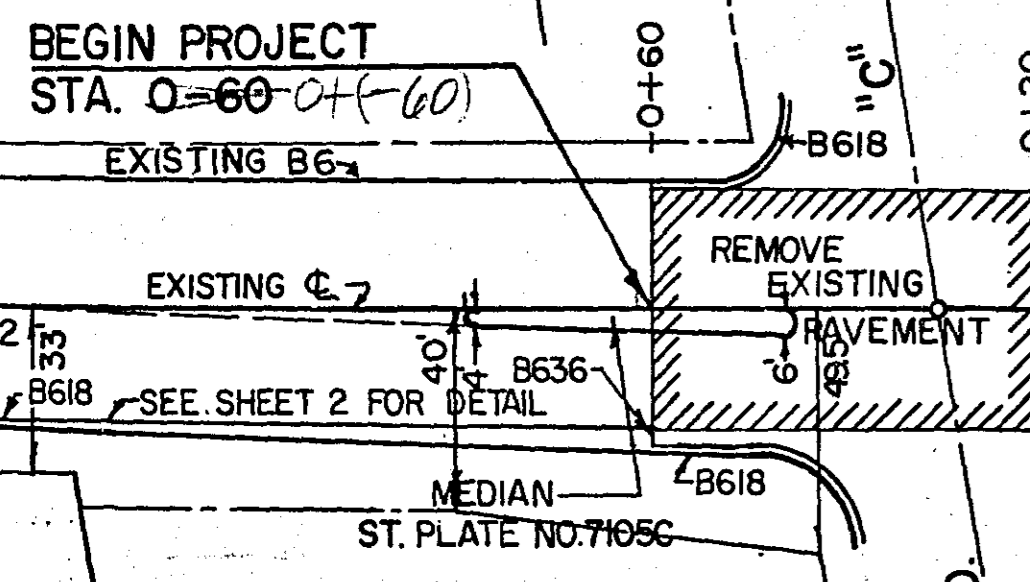 BEGIN PROJECT
STA. 0-60 0+(-60)
0+60
"C"
B618
EXISTING B6
REMOVE
EXISTING
PAVEMENT
EXISTING ℄
33'
40'
4'
6'
49.5
B636
B618
SEE SHEET 2 FOR DETAIL
B618
MEDIAN
ST. PLATE NO. 7105C